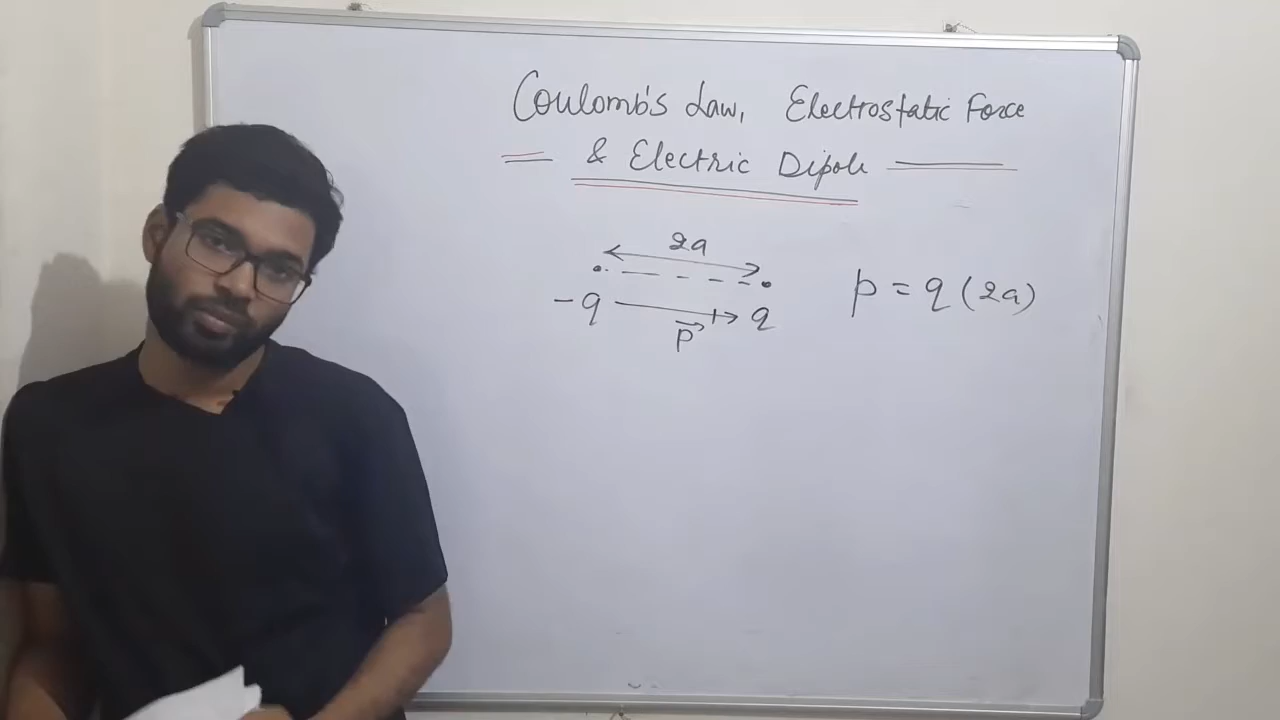 Coulomb's Law, Electrostatic Force
& Electric Dipole
2a
-q q
p
p = q (2a)